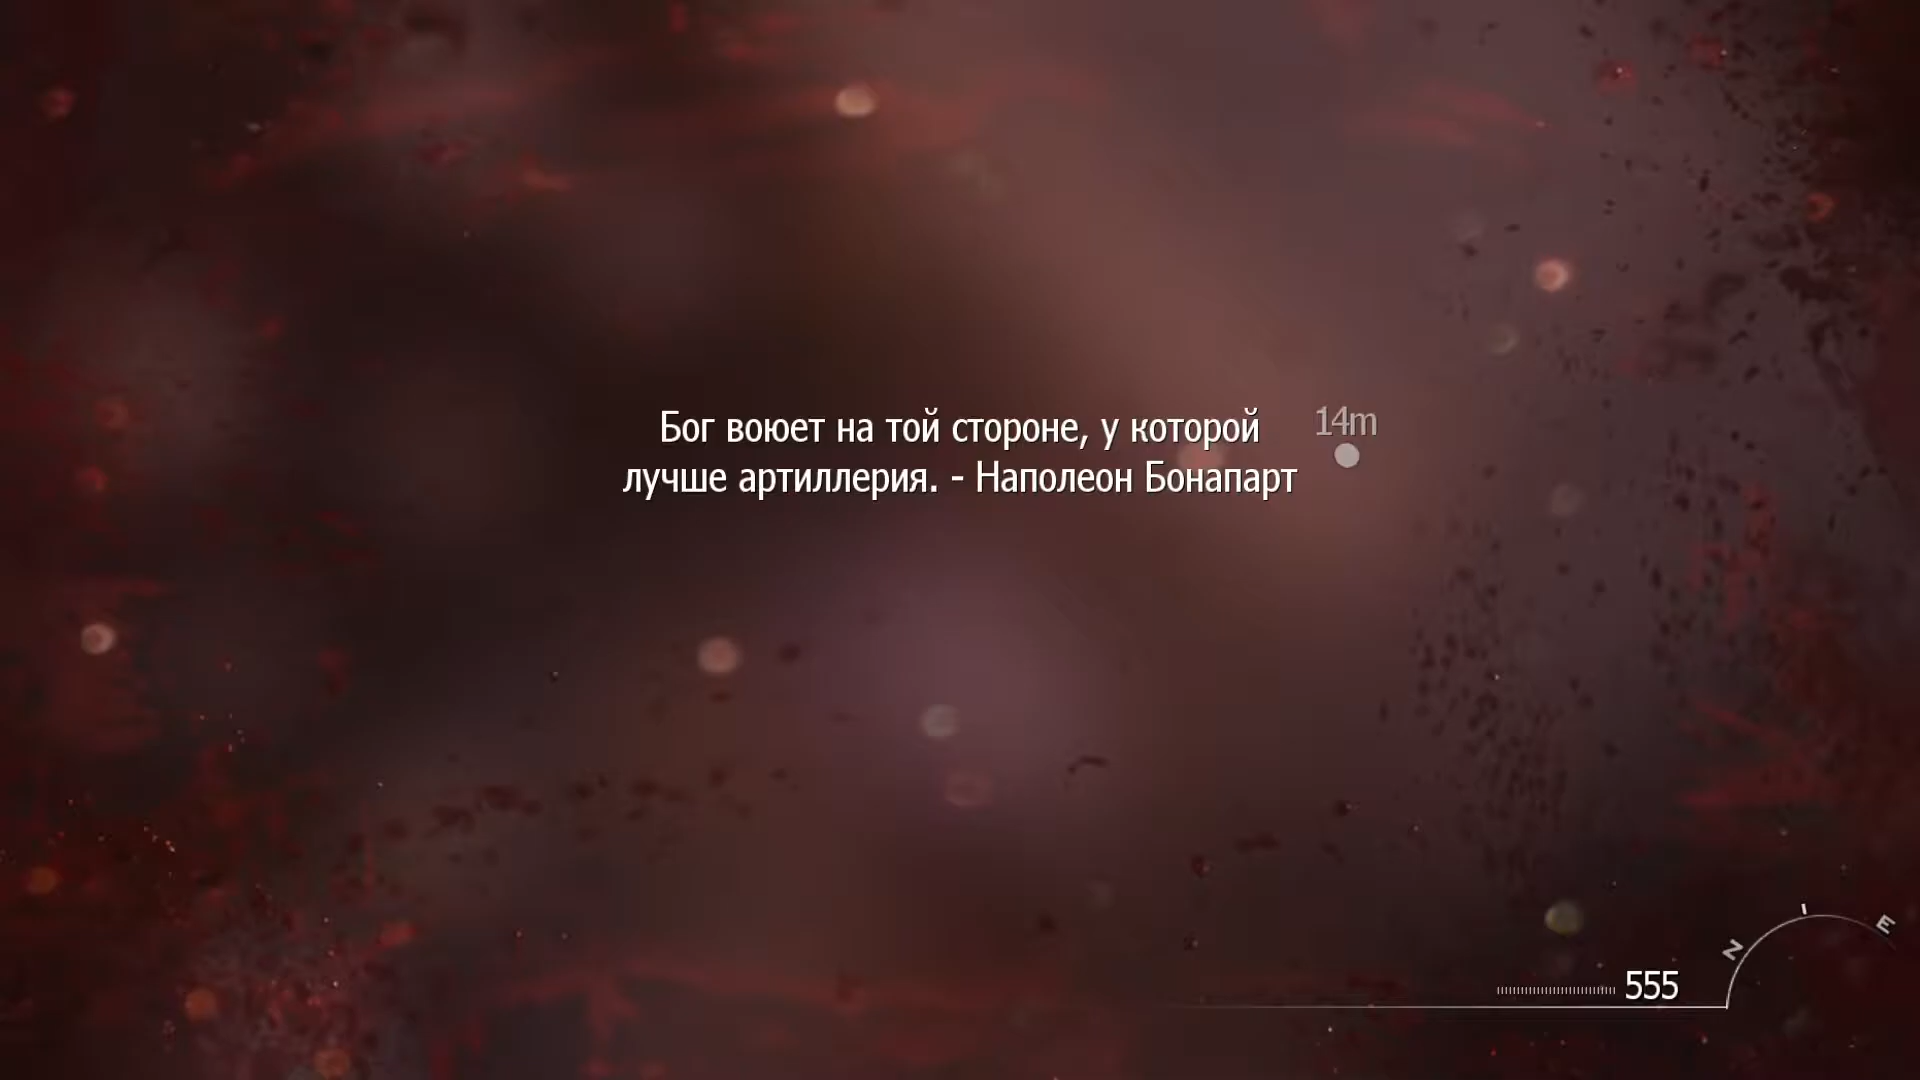 Бог воюет на той стороне, у которой
14m
лучше артиллерия. - Наполеон Бонапарт
N
E
555